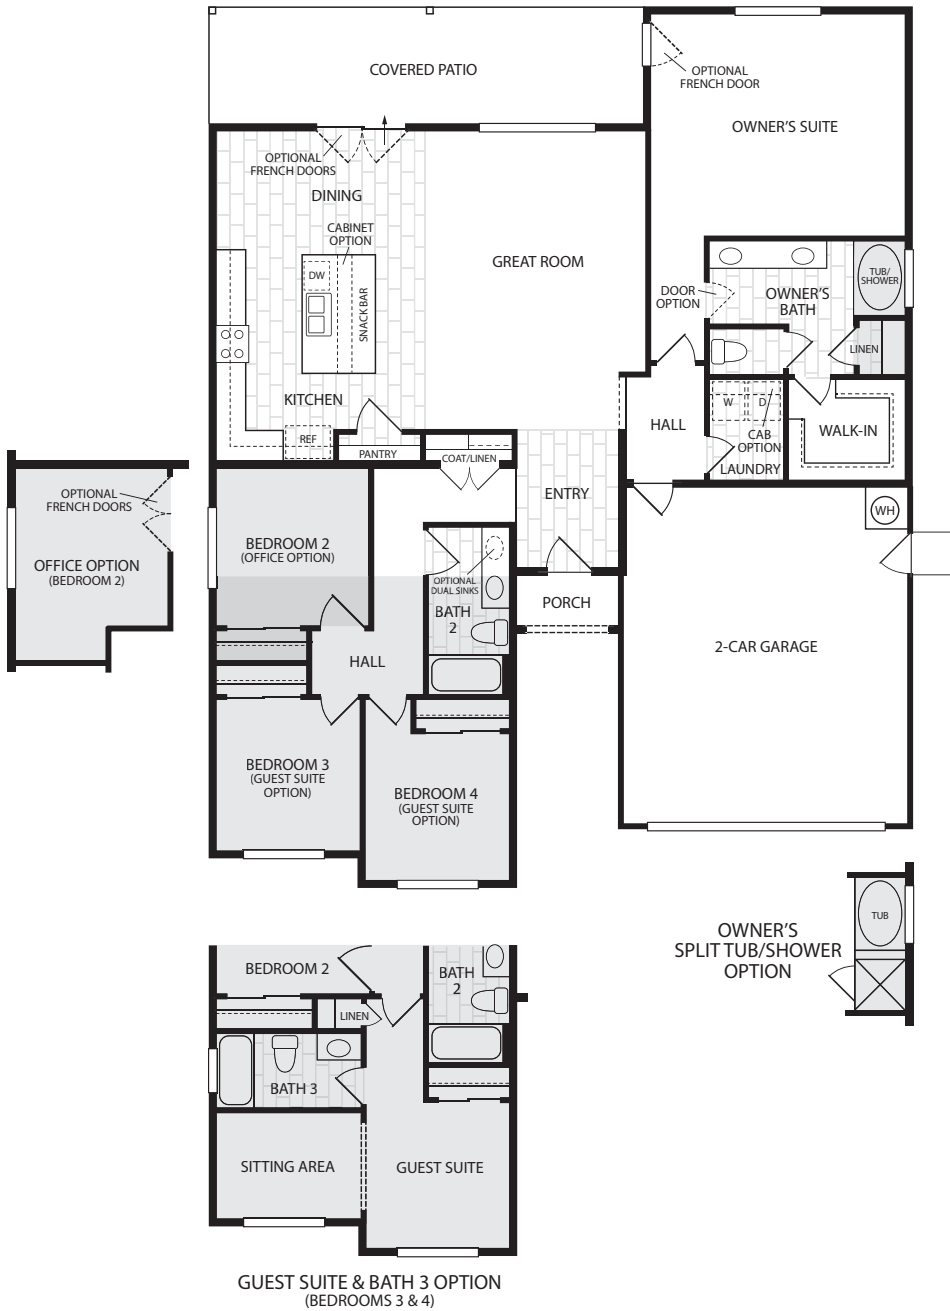 COVERED PATIO
OPTIONAL
FRENCH DOOR
OWNER'S SUITE
OPTIONAL
FRENCH DOORS
DINING
CABINET
OPTION
DW
SNACK BAR
GREAT ROOM
DOOR
OPTION
OWNER'S
BATH
TUB/
SHOWER
LINEN
KITCHEN
REF
PANTRY
COAT/LINEN
HALL
W
D
CAB
OPTION
LAUNDRY
WALK-IN
ENTRY
WH
OPTIONAL
FRENCH DOORS
OFFICE OPTION
(BEDROOM 2)
BEDROOM 2
(OFFICE OPTION)
OPTIONAL
DUAL SINKS
BATH
2
PORCH
HALL
2-CAR GARAGE
BEDROOM 3
(GUEST SUITE
OPTION)
BEDROOM 4
(GUEST SUITE
OPTION)
OWNER'S
SPLIT TUB/SHOWER
OPTION
TUB
BEDROOM 2
BATH
2
LINEN
BATH 3
SITTING AREA
GUEST SUITE
GUEST SUITE & BATH 3 OPTION
(BEDROOMS 3 & 4)